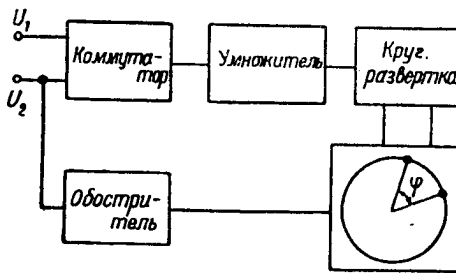 U₁
U₂
Коммута-
тор
Умножитель
Круг.
развертка
Обостри-
тель
φ